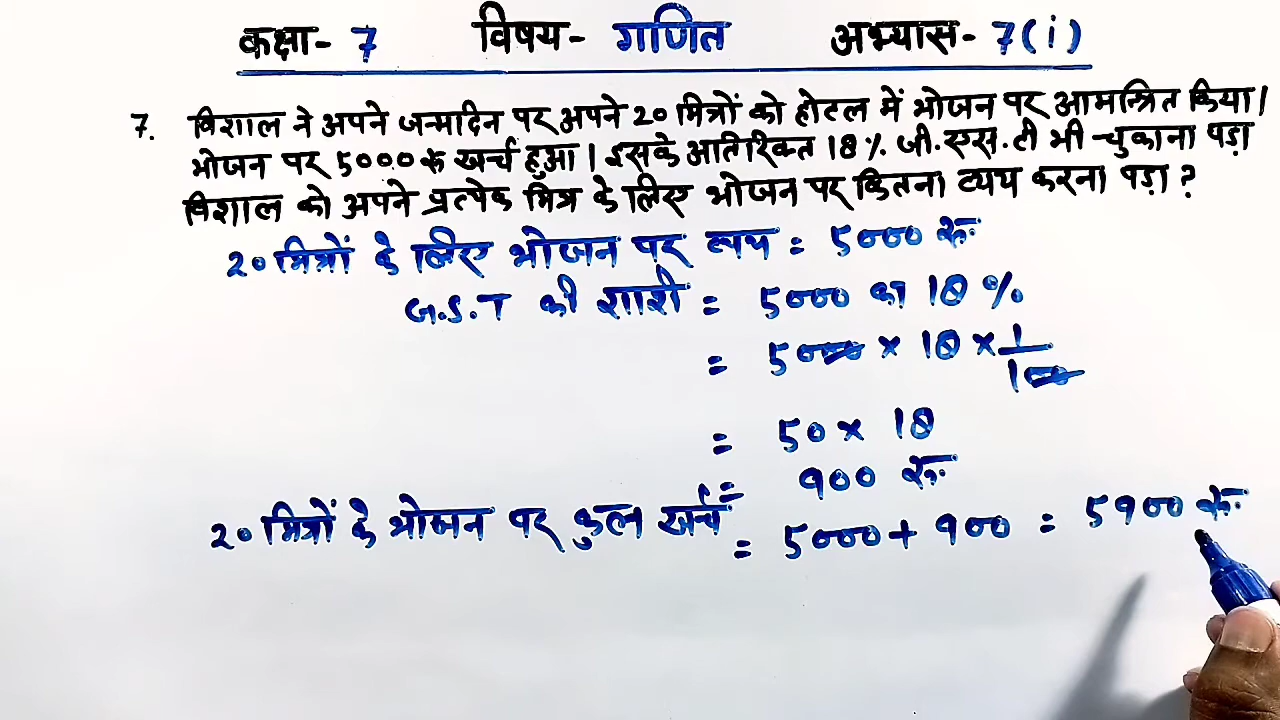 कक्षा- 7 विषय- गणित अभ्यास- 7(i)
7. विशाल ने अपने जन्मदिन पर अपने 20 मित्रों को होटल में भोजन पर आमन्त्रित किया।
भोजन पर 5000 रू खर्च हुआ। इसके अतिरिक्त 18% जी.एस.टी भी चुकाना पड़ा
विशाल को अपने प्रत्येक मित्र के लिए भोजन पर कितना व्यय करना पड़ा?
20 मित्रों के लिए भोजन पर व्यय = 5000 रू.
G.S.T की राशी = 5000 का 18%
= 5000 × 18 × 1/100
= 50 × 18
= 900 रू.
20 मित्रों के भोजन पर कुल खर्च = 5000 + 900 = 5900 रू.